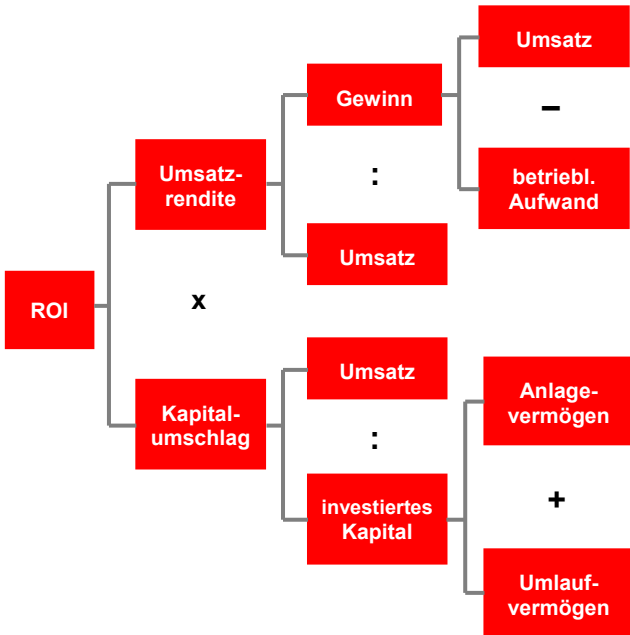 Umsatz
Gewinn
–
Umsatz-
rendite
:
betriebl.
Aufwand
Umsatz
ROI
x
Umsatz
Kapital-
umschlag
:
Anlage-
vermögen
investiertes
Kapital
+
Umlauf-
vermögen